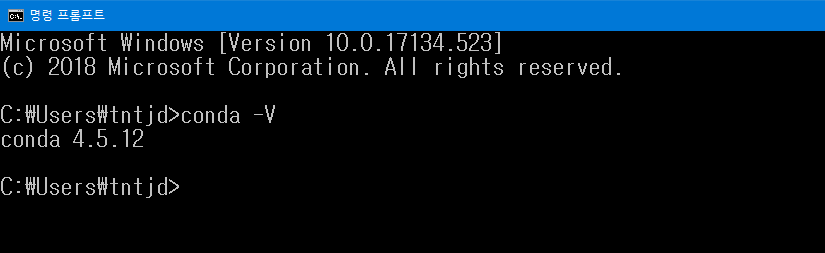 명령 프롬프트
Microsoft Windows [Version 10.0.17134.523]
(c) 2018 Microsoft Corporation. All rights reserved.
C:₩Users₩tntjd>conda -V
conda 4.5.12
C:₩Users₩tntjd>